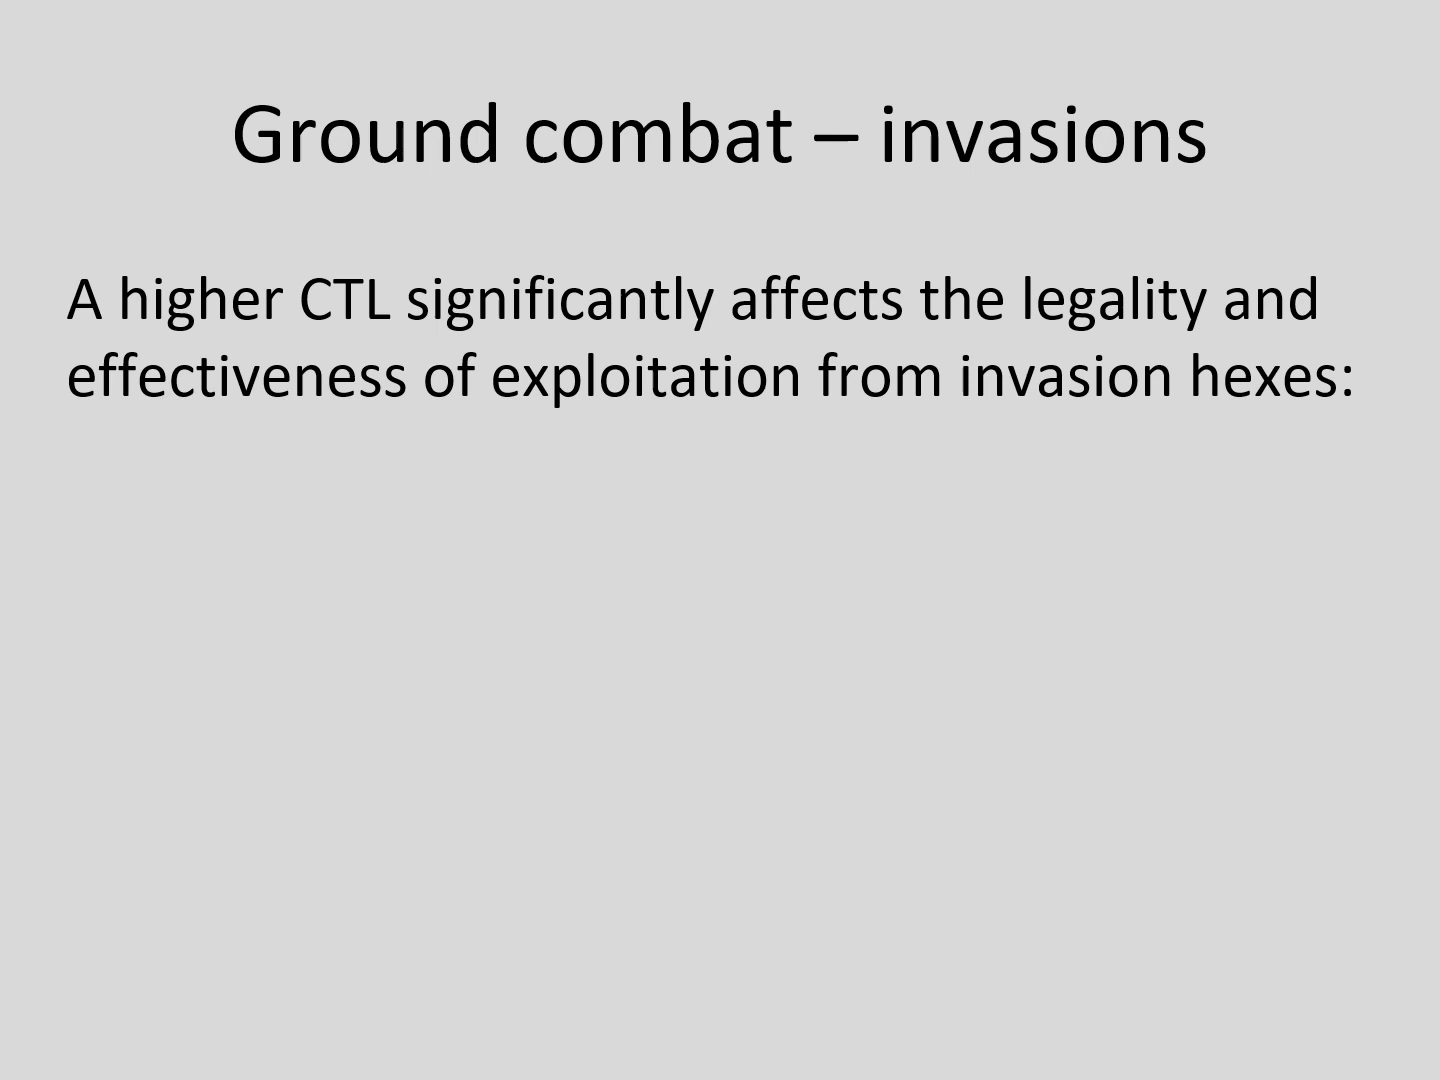 Ground combat – invasions
A higher CTL significantly affects the legality and
effectiveness of exploitation from invasion hexes: